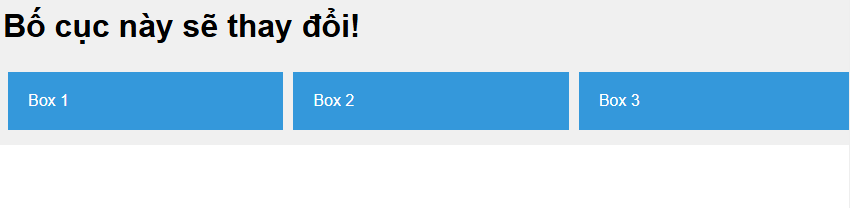 Bố cục này sẽ thay đổi!
Box 1
Box 2
Box 3